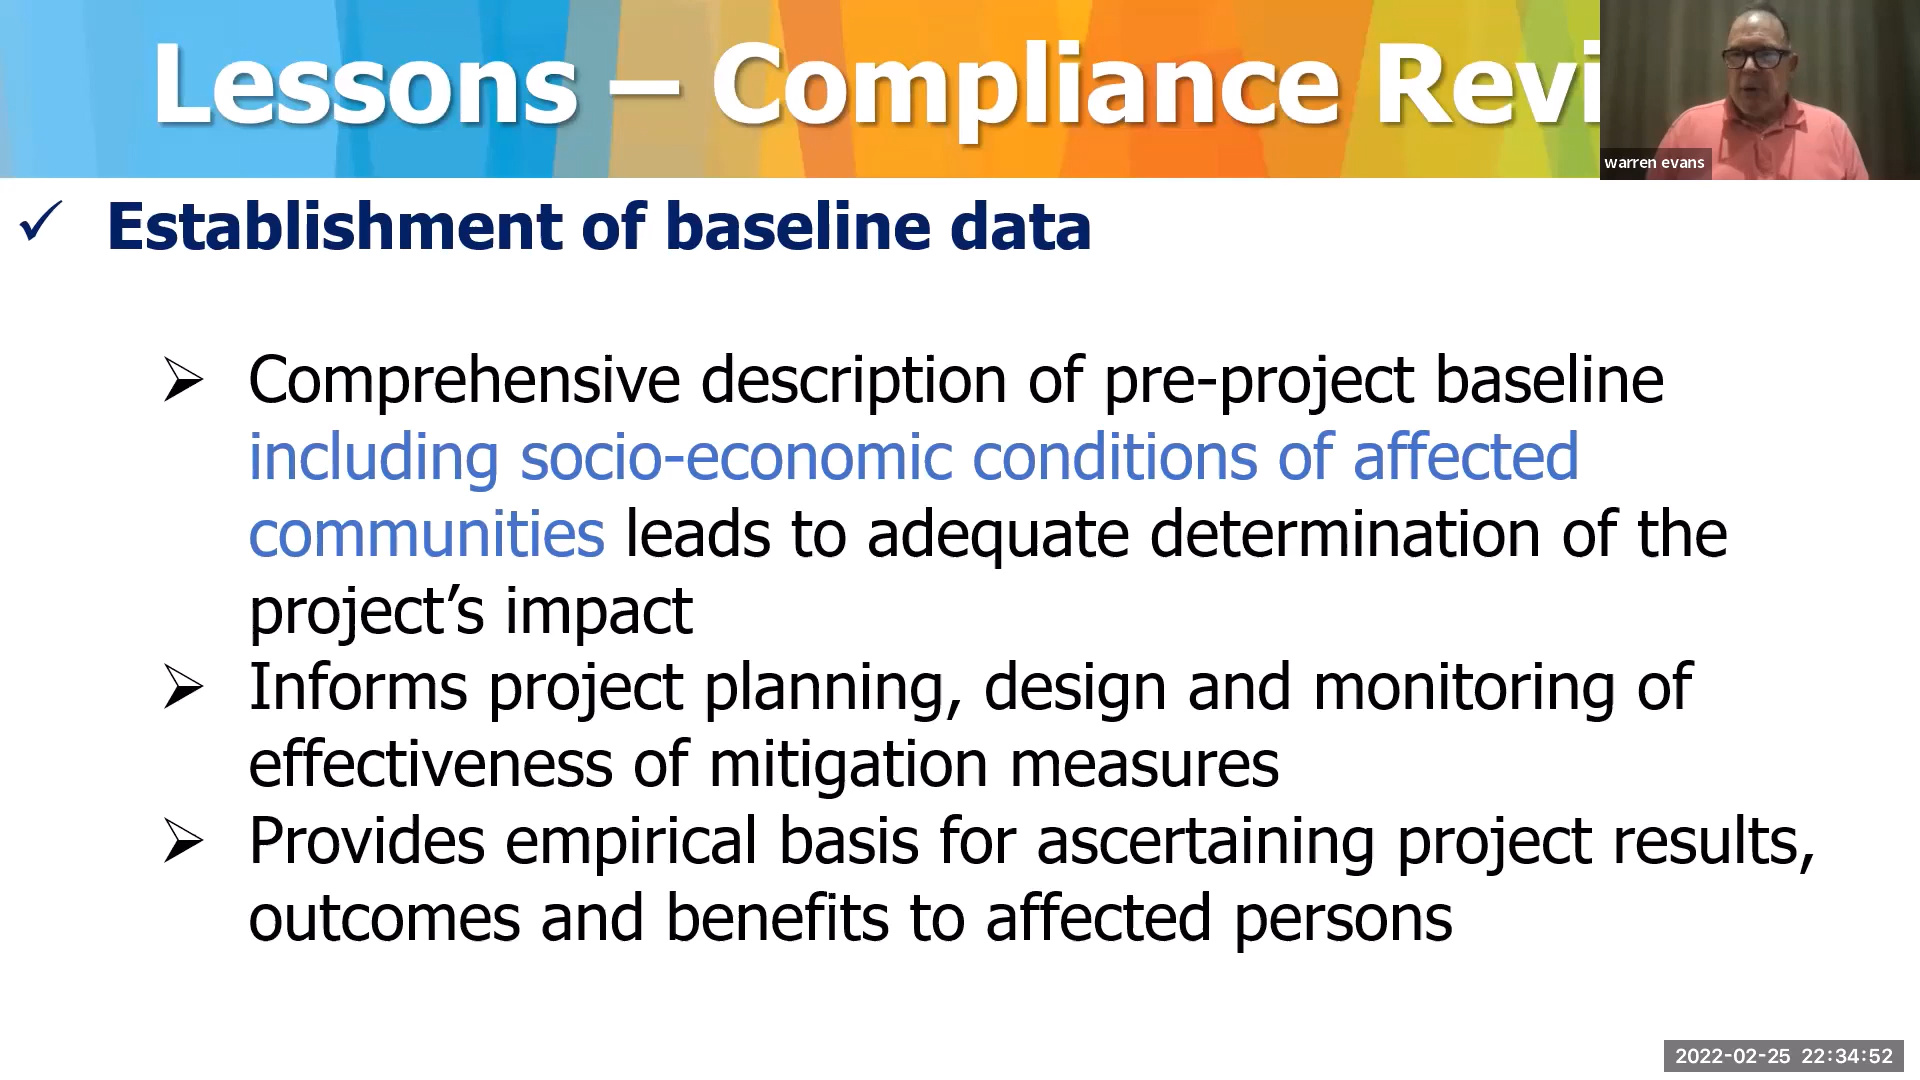 Lessons – Compliance Revi
warren evans
✓ Establishment of baseline data
➢ Comprehensive description of pre-project baseline
including socio-economic conditions of affected
communities leads to adequate determination of the
project’s impact
➢ Informs project planning, design and monitoring of
effectiveness of mitigation measures
➢ Provides empirical basis for ascertaining project results,
outcomes and benefits to affected persons
2022-02-25 22:34:52